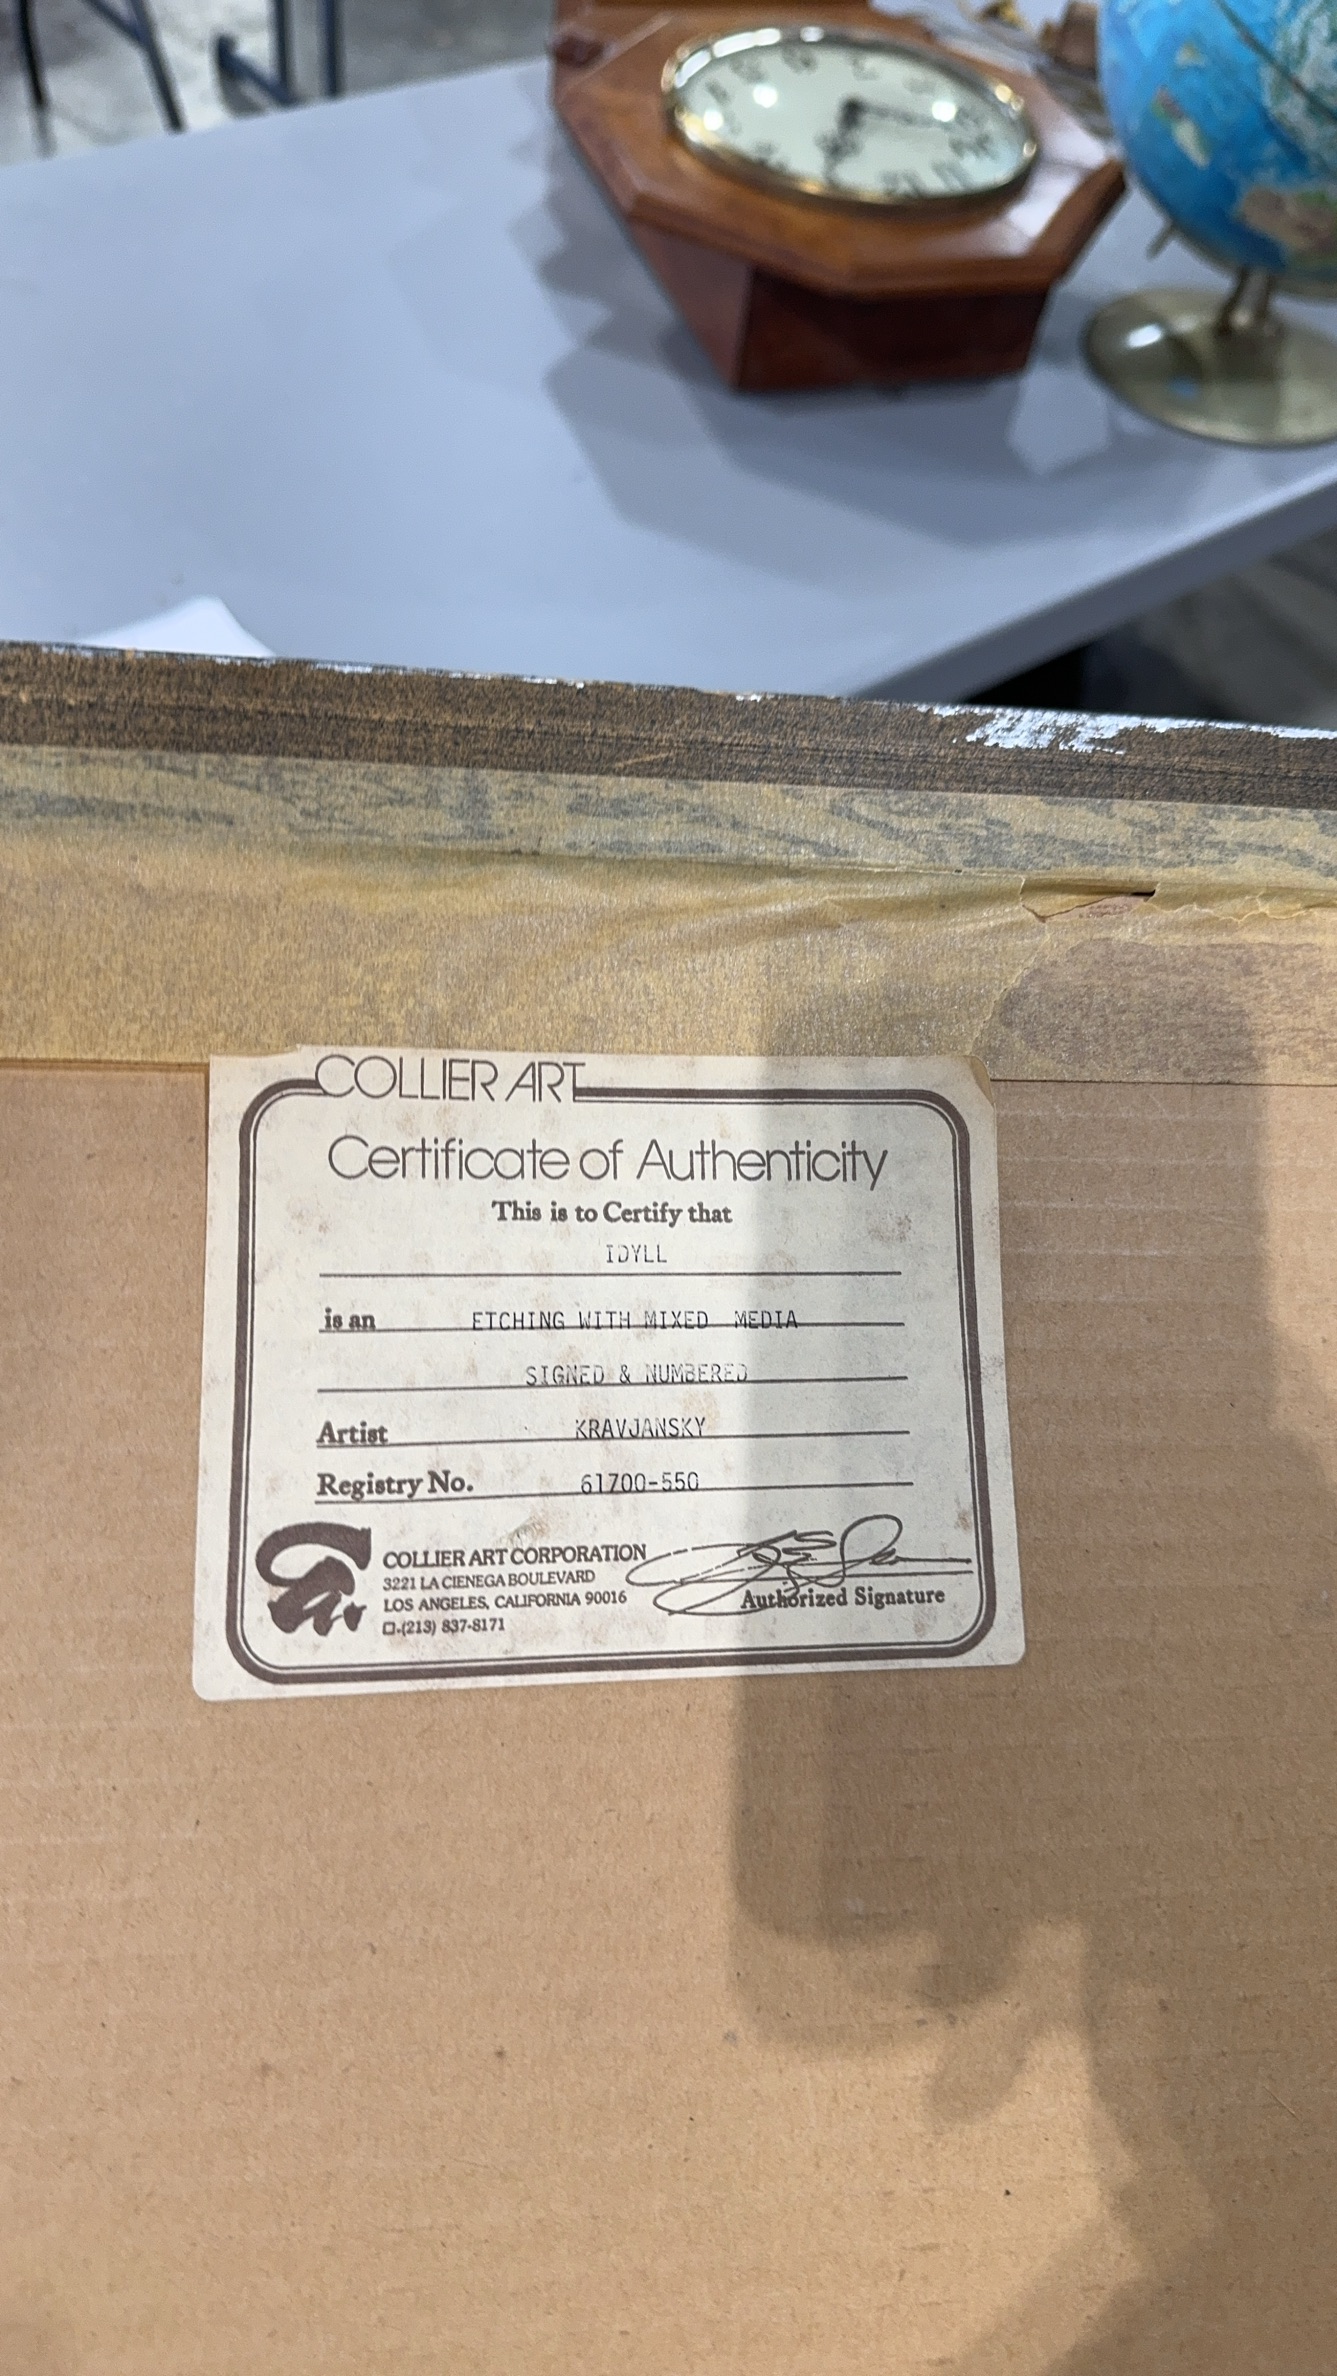 COLLIER ART
Certificate of Authenticity
This is to Certify that
IDYLL
is an ETCHING WITH MIXED MEDIA
SIGNED & NUMBERED
Artist KRAVJANSKY
Registry No. 61700-550
COLLIER ART CORPORATION
3221 LA CIENEGA BOULEVARD
LOS ANGELES, CALIFORNIA 90016
(213) 837-8171
Authorized Signature